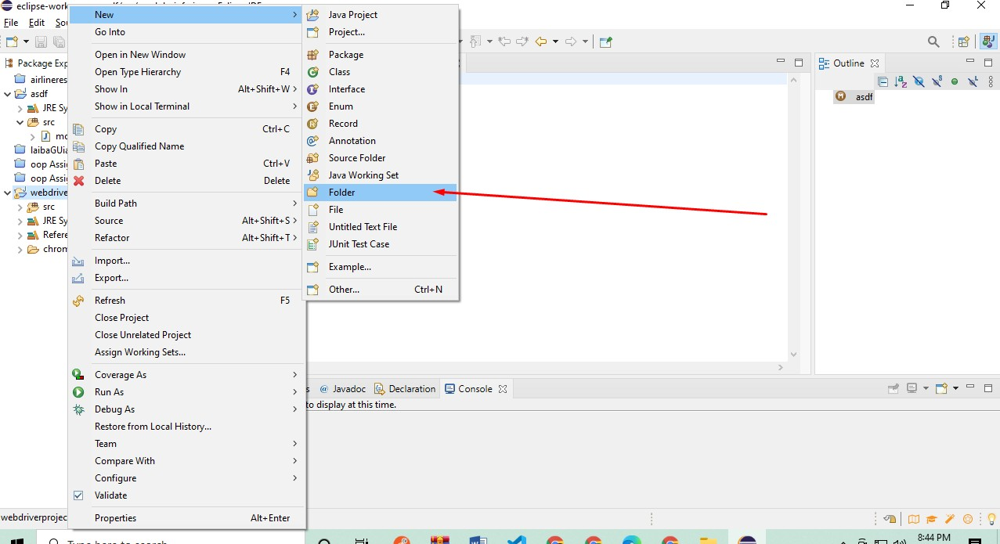 eclipse-work
File Edit Sou
Package Exp
airlineres
asdf
JRE Sy
src
mo
laibaGUia
oop Assi
oop Assi
webdriver
src
JRE Sy
Refere
chrom
New
Go Into
Open in New Window
Open Type Hierarchy F4
Show In Alt+Shift+W
Show in Local Terminal
Copy Ctrl+C
Copy Qualified Name
Paste Ctrl+V
Delete Delete
Build Path
Source Alt+Shift+S
Refactor Alt+Shift+T
Import...
Export...
Refresh F5
Close Project
Close Unrelated Project
Assign Working Sets...
Coverage As
Run As
Debug As
Restore from Local History...
Team
Compare With
Configure
Validate
Properties Alt+Enter
Java Project
Project...
Package
Class
Interface
Enum
Record
Annotation
Source Folder
Java Working Set
Folder
File
Untitled Text File
JUnit Test Case
Example...
Other... Ctrl+N
Outline
asdf
s Javadoc Declaration Console
to display at this time.
webdriverprojec
Type here to search
8:44 PM